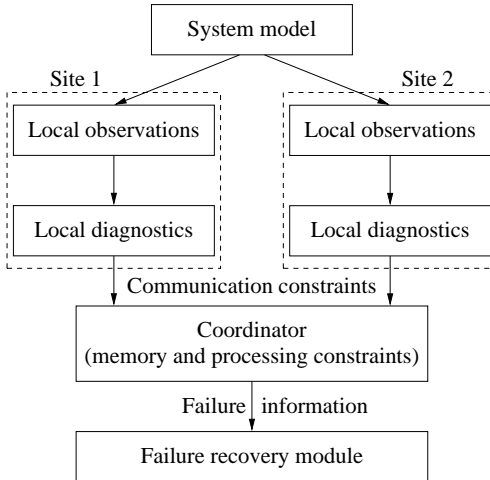 System model
Site 1
Site 2
Local observations
Local observations
Local diagnostics
Local diagnostics
Communication constraints
Coordinator
(memory and processing constraints)
Failure information
Failure recovery module